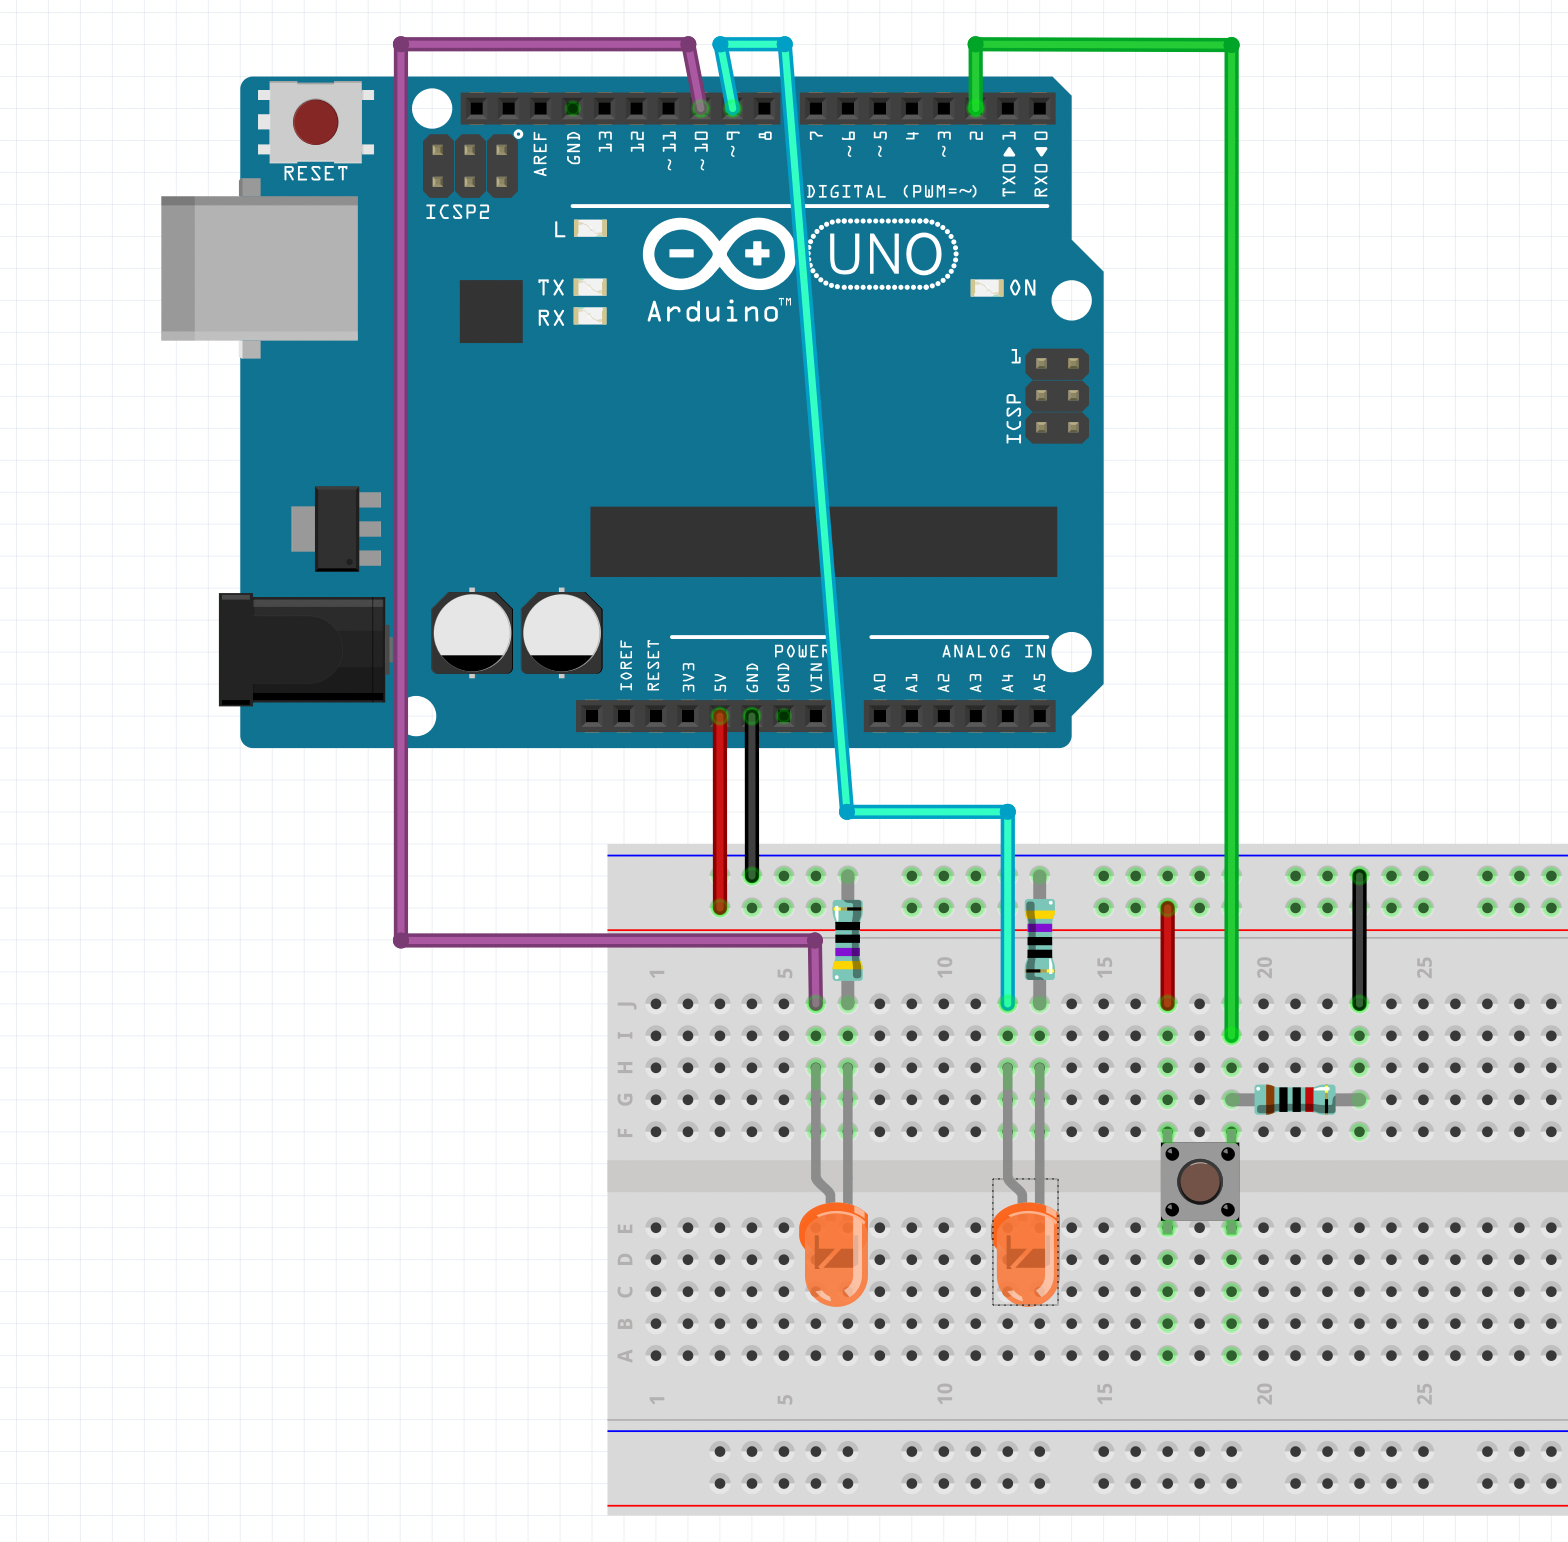 RESET
ICSP2
AREF
GND
13
12
~11
~10
~9
8
7
~6
~5
4
~3
2
TX0 ▶ 1
RX0 ◀ 0
DIGITAL (PWM=~)
L
TX
RX
Arduino™
UNO
ON
1
ICSP
IOREF
RESET
3V3
5V
GND
GND
VIN
POWER
ANALOG IN
A0
A1
A2
A3
A4
A5
1 5 10 15 20 25
J
I
H
G
F
E
D
C
B
A
1 5 10 15 20 25